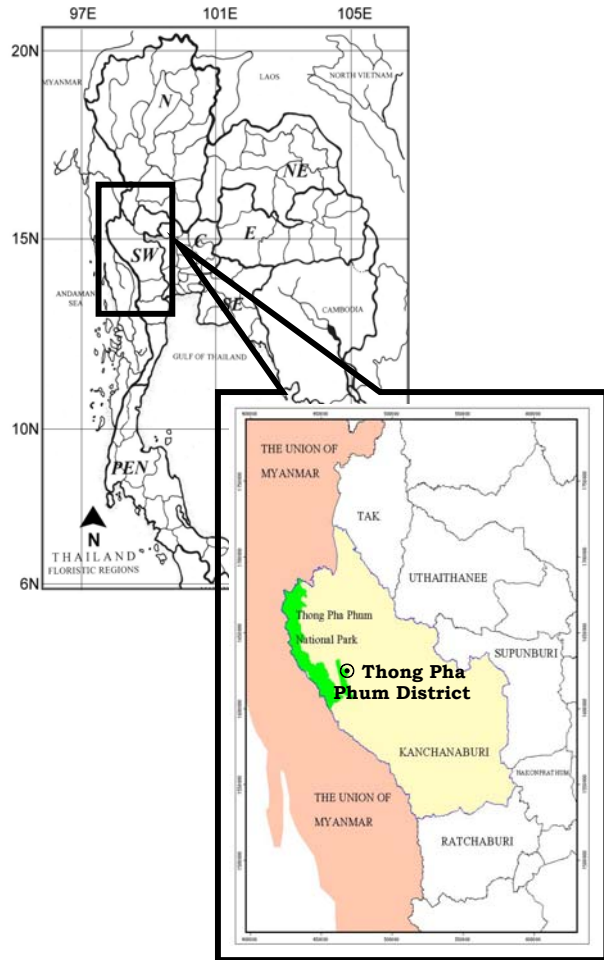 97E 101E 105E
20N
MYANMAR
LAOS
NORTH VIETNAM
N
NE
15N
C
E
SW
SE
ANDAMAN
SEA
CAMBODIA
GULF OF THAILAND
10N
PEN
N
THAILAND
FLORISTIC REGIONS
6N
THE UNION OF
MYANMAR
TAK
UTHAITHANEE
Thong Pha Phum
National Park
SUPUNBURI
Thong Pha
Phum District
KANCHANABURI
NAKONPRATHUM
THE UNION OF
MYANMAR
RATCHABURI